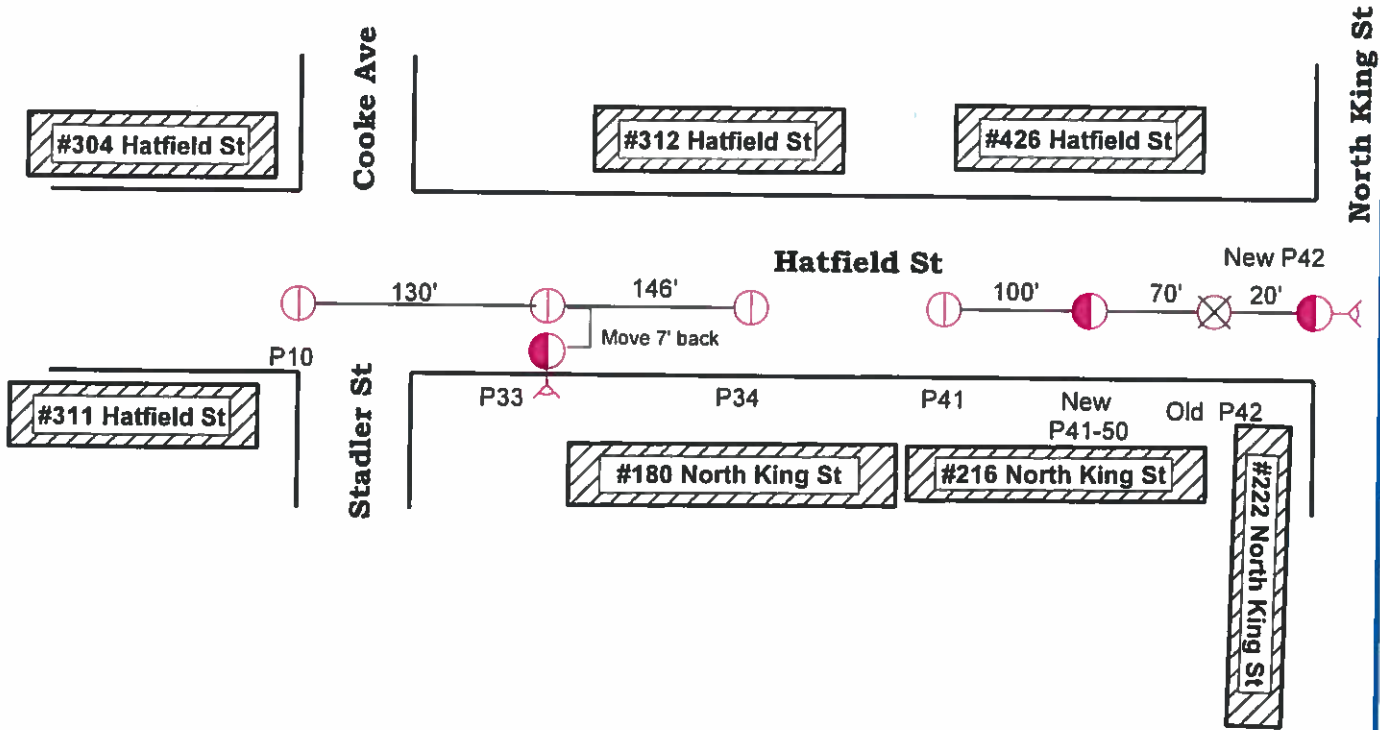 Cooke Ave
North King St
#304 Hatfield St
#312 Hatfield St
#426 Hatfield St
Hatfield St
New P42
130'
146'
100'
70'
20'
Move 7' back
P10
Stadler St
P33
P34
P41
New
P41-50
Old P42
#311 Hatfield St
#180 North King St
#216 North King St
#222 North King St